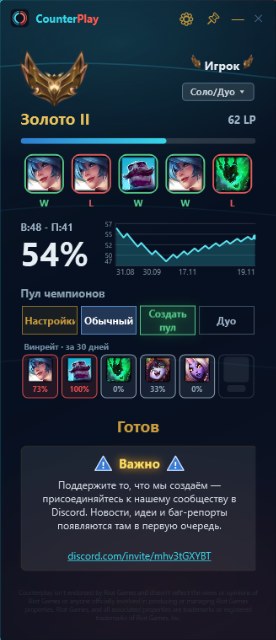 CounterPlay
Игрок
Соло/Дуо
Золото II
62 LP
W L W W L
В:48 - П:41
54%
57
55
52
50
47
31.08 30.09 17.11 19.11
Пул чемпионов
Настройки Обычный Создать пул Дуо
Винрейт · за 30 дней
73% 100% 0% 33% 0%
Готов
Важно
Поддержите то, что мы создаём —
присоединяйтесь к нашему сообществу в
Discord. Новости, идеи и баг-репорты
появляются там в первую очередь.
discord.com/invite/mhv3tGXYBT